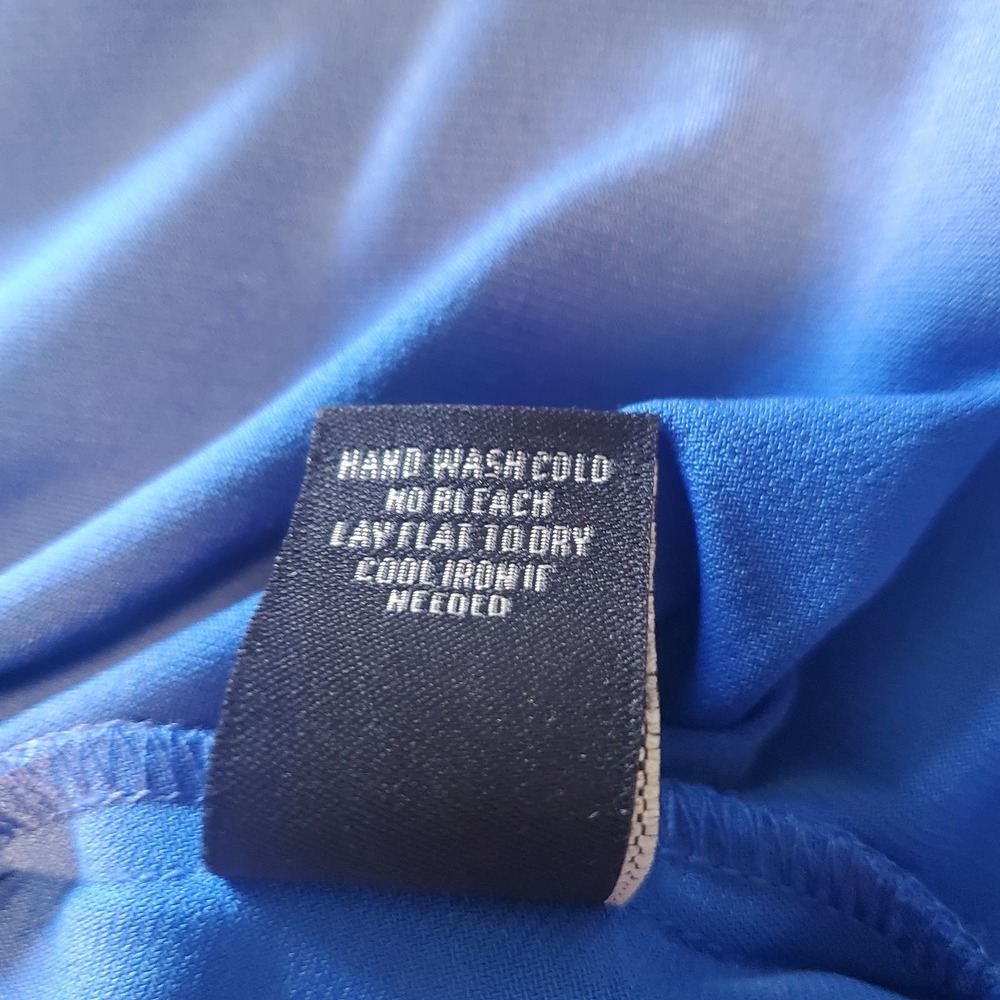 HAND WASH COLD
NO BLEACH
LAY FLAT TO DRY
COOL IRON IF
NEEDED